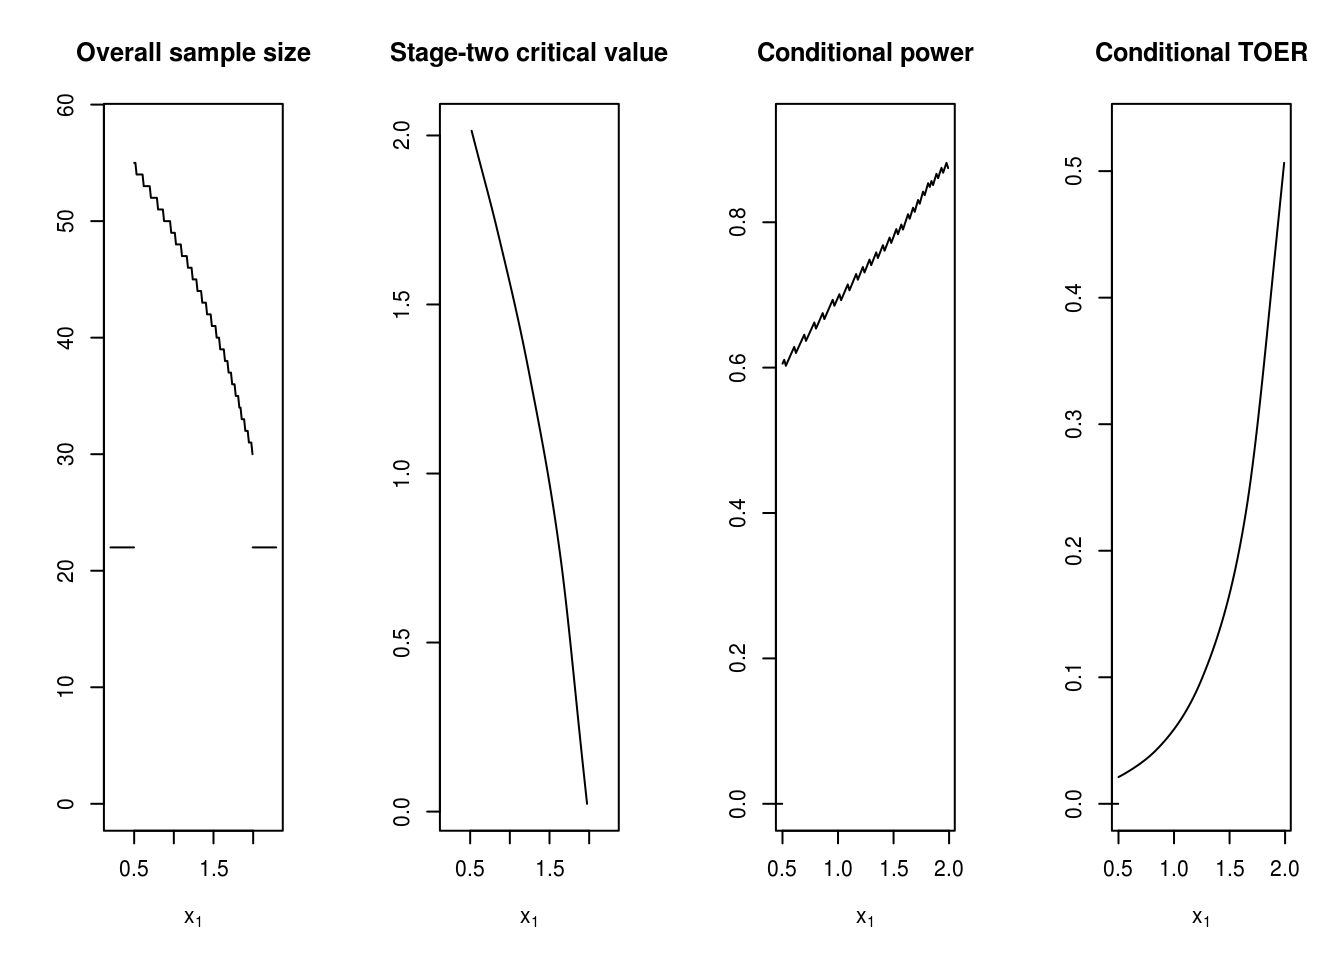 Overall sample size
60
50
40
30
20
10
0
0.5 1.5
x1
Stage-two critical value
2.0
1.5
1.0
0.5
0.0
0.5 1.5
x1
Conditional power
0.8
0.6
0.4
0.2
0.0
0.5 1.0 1.5 2.0
x1
Conditional TOER
0.5
0.4
0.3
0.2
0.1
0.0
0.5 1.0 1.5 2.0
x1